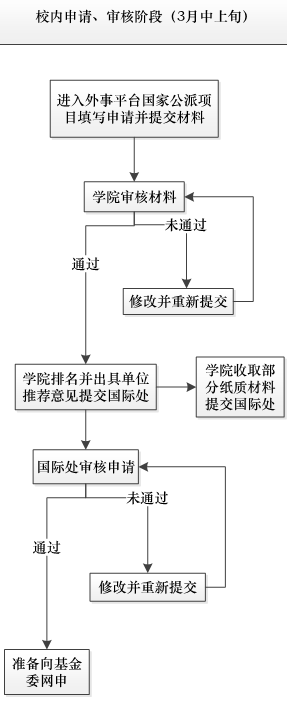 校内申请、审核阶段（3月中上旬）
进入外事平台国家公派项
目填写申请并提交材料
学院审核材料
未通过
通过
修改并重新提交
学院排名并出具单位
推荐意见提交国际处
学院收取部
分纸质材料
提交国际处
国际处审核申请
未通过
通过
修改并重新提交
准备向基金
委网申